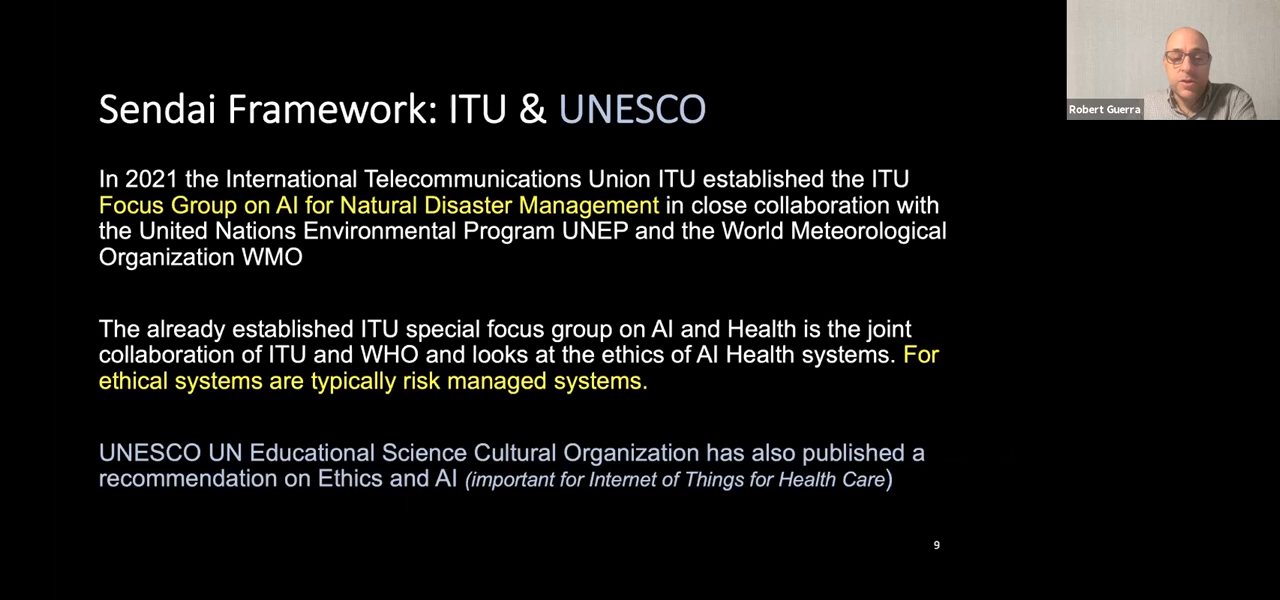 Robert Guerra
Sendai Framework: ITU & UNESCO
In 2021 the International Telecommunications Union ITU established the ITU
Focus Group on AI for Natural Disaster Management in close collaboration with
the United Nations Environmental Program UNEP and the World Meteorological
Organization WMO
The already established ITU special focus group on AI and Health is the joint
collaboration of ITU and WHO and looks at the ethics of AI Health systems. For
ethical systems are typically risk managed systems.
UNESCO UN Educational Science Cultural Organization has also published a
recommendation on Ethics and AI (important for Internet of Things for Health Care)
9